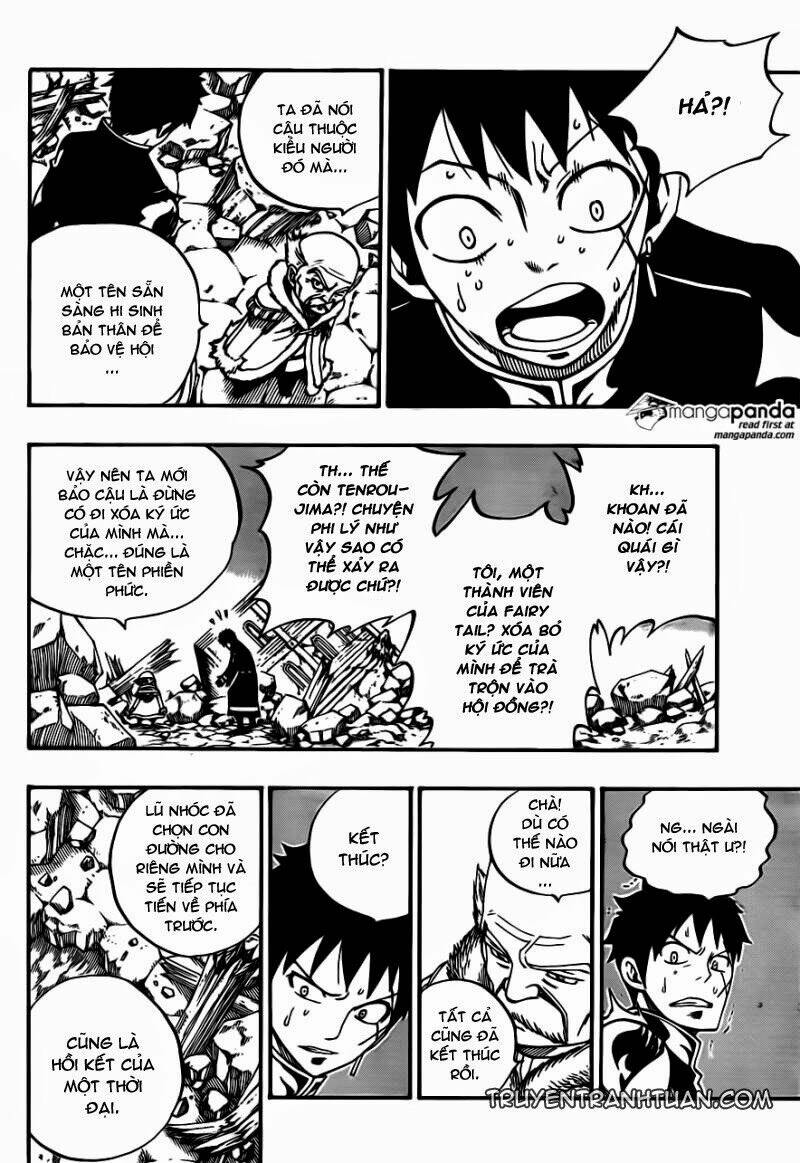 HẢ?!
TA ĐÃ NÓI
CẬU THUỘC
KIỂU NGƯỜI
ĐÓ MÀ...
MỘT TÊN SẴN
SÀNG HI SINH
BẢN THÂN ĐỂ
BẢO VỆ HỘI
...
mangapanda
read first at
mangapanda.com
KH...
KHOAN ĐÃ
NÀO! CÁI
QUÁI GÌ
VẬY?!
TÔI, MỘT
THÀNH VIÊN
CỦA FAIRY
TAIL? XÓA BỎ
KÝ ỨC CỦA
MÌNH ĐỂ TRÀ
TRỘN VÀO
HỘI ĐỒNG?!
TH... THẾ
CÒN TENROU-
JIMA?! CHUYỆN
PHI LÝ NHƯ
VẬY SAO CÓ
THỂ XẢY RA
ĐƯỢC CHỨ?!
VẬY NÊN TA MỚI
BẢO CẬU LÀ ĐỪNG
CÓ ĐI XÓA KÝ ỨC
CỦA MÌNH MÀ...
CHẶC... ĐÚNG LÀ
MỘT TÊN PHIỀN
PHỨC.
NG... NGÀI
NÓI THẬT Ư?!
CHÀ!
DÙ CÓ
THẾ NÀO
ĐI NỮA
...
TẤT CẢ
CŨNG ĐÃ
KẾT THÚC
RỒI.
KẾT
THÚC?
LŨ NHÓC ĐÃ
CHỌN CON
ĐƯỜNG CHO
RIÊNG MÌNH VÀ
SẼ TIẾP TỤC
TIẾN VỀ PHÍA
TRƯỚC.
CŨNG LÀ
HỒI KẾT CỦA
MỘT THỜI
ĐẠI.
TRUYENTRANHTUAN.COM